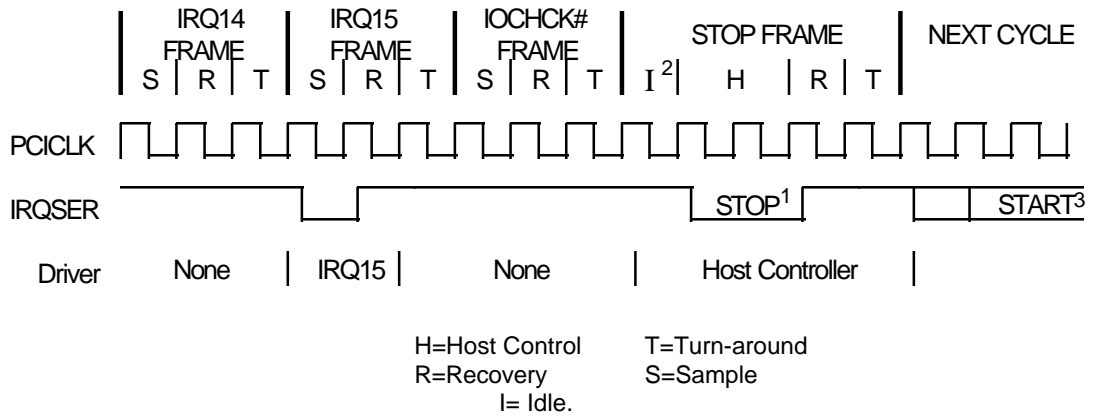 IRQ14 FRAME IRQ15 FRAME IOCHCK# FRAME STOP FRAME NEXT CYCLE
S R T S R T S R T I 2 H R T
PCICLK
IRQSER STOP1 START3
Driver None IRQ15 None Host Controller
H=Host Control T=Turn-around
R=Recovery S=Sample
I= Idle.